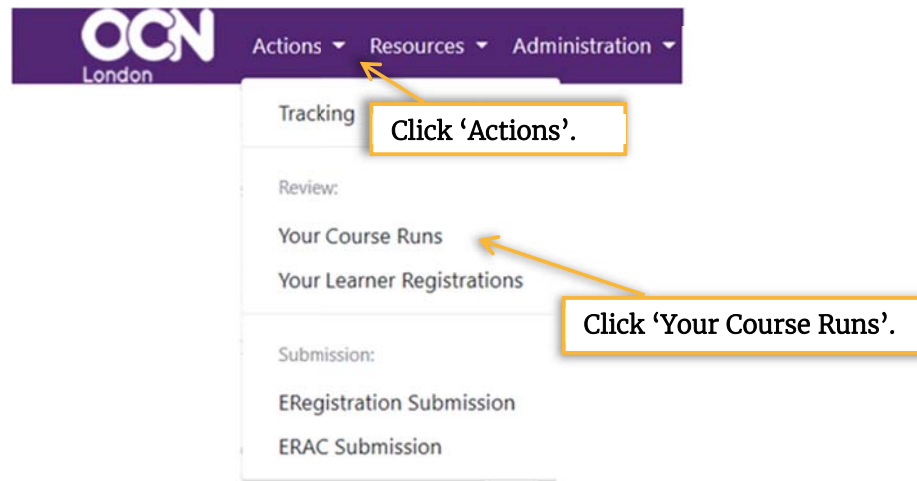 OCN
London
Actions Resources Administration
Tracking
Click ‘Actions’.
Review:
Your Course Runs
Your Learner Registrations
Click ‘Your Course Runs’.
Submission:
ERegistration Submission
ERAC Submission